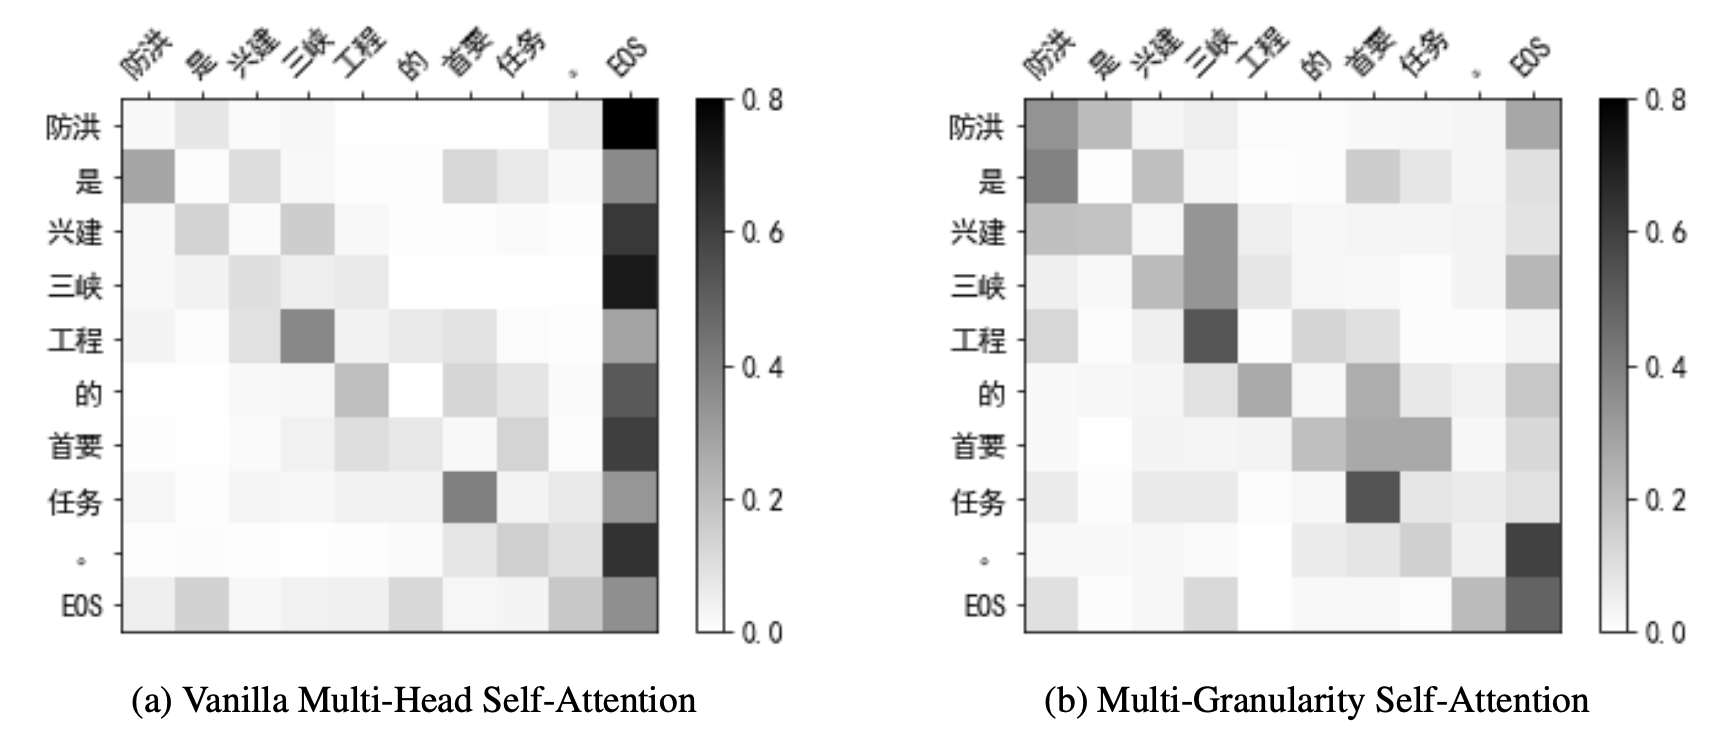 防洪 是 兴建 三峡 工程 的 首要 任务 。 EOS
防洪
是
兴建
三峡
工程
的
首要
任务
。
EOS
0.8
0.6
0.4
0.2
0.0
(a) Vanilla Multi-Head Self-Attention
防洪 是 兴建 三峡 工程 的 首要 任务 。 EOS
防洪
是
兴建
三峡
工程
的
首要
任务
。
EOS
0.8
0.6
0.4
0.2
0.0
(b) Multi-Granularity Self-Attention